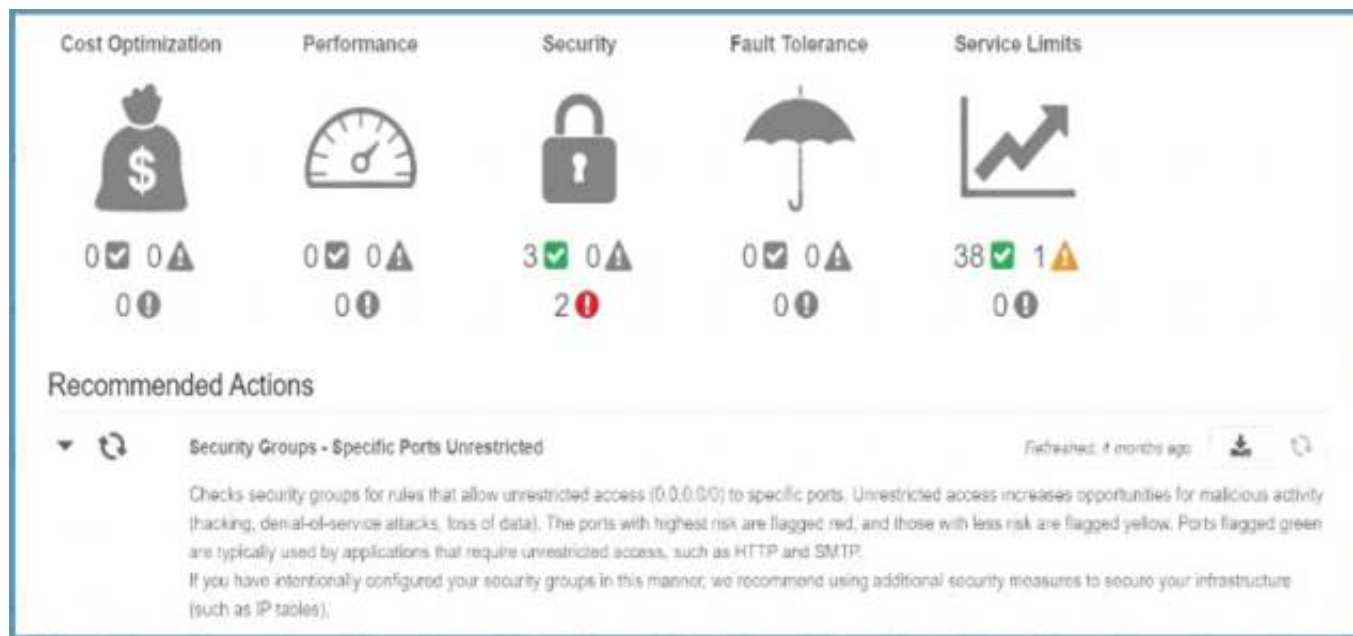 Cost Optimization Performance Security Fault Tolerance Service Limits
$
0 0 0 0 3 0 0 0 38 1
0 0 2 0 0
Recommended Actions
Security Groups - Specific Ports Unrestricted Refreshed: 4 months ago
Checks security groups for rules that allow unrestricted access (0.0.0.0/0) to specific ports. Unrestricted access increases opportunities for malicious activity
(hacking, denial-of-service attacks, loss of data). The ports with highest risk are flagged red, and those with less risk are flagged yellow. Ports flagged green
are typically used by applications that require unrestricted access, such as HTTP and SMTP.
If you have intentionally configured your security groups in this manner, we recommend using additional security measures to secure your infrastructure
(such as IP tables).